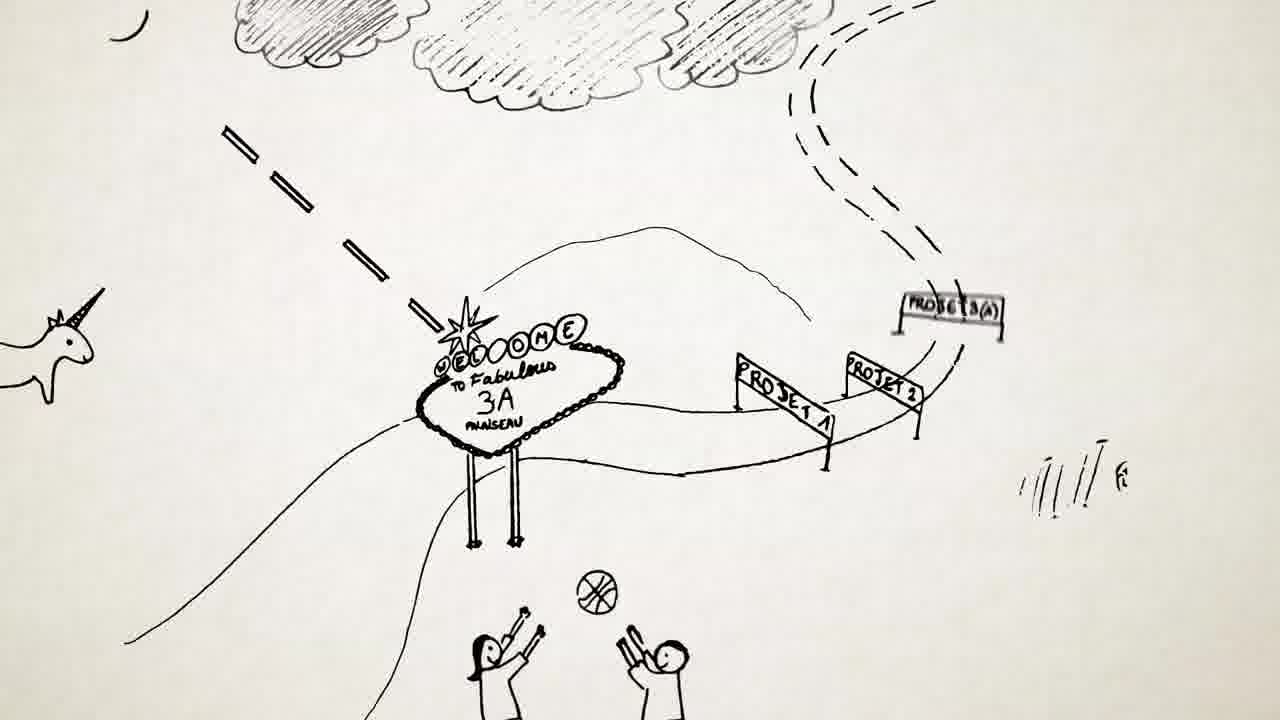 WELCOME
TO Fabulous
3A
PALAISEAU
PROJET 1
PROJET 2
PROJET 3(A)